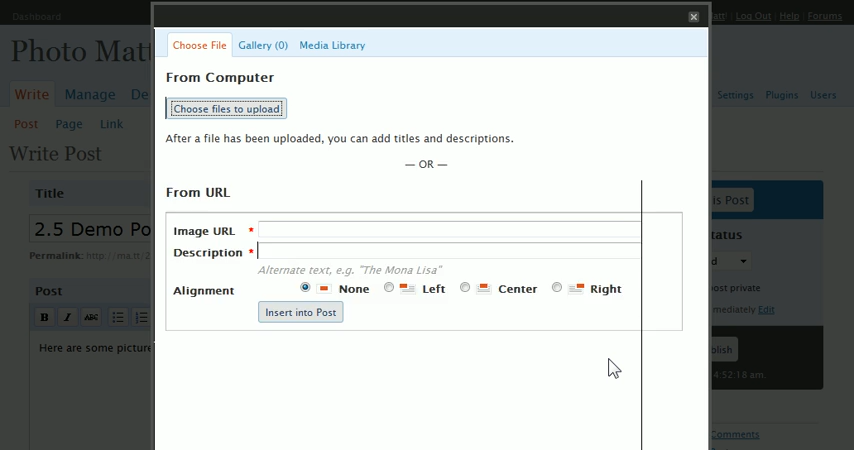 Dashboard
Matt! | Log Out | Help | Forums
Photo Matt
Write Manage De
Settings Plugins Users
Post Page Link
Write Post
Title
2.5 Demo Po
Permalink: http://ma.tt/2
Post
B I ABC
Here are some picture
Choose File Gallery (0) Media Library
From Computer
Choose files to upload
After a file has been uploaded, you can add titles and descriptions.
— OR —
From URL
Image URL *
Description *
Alternate text, e.g. "The Mona Lisa"
Alignment None Left Center Right
Insert into Post
is Post
tatus
d
ost private
mediately Edit
blish
4:52:18 am.
Comments